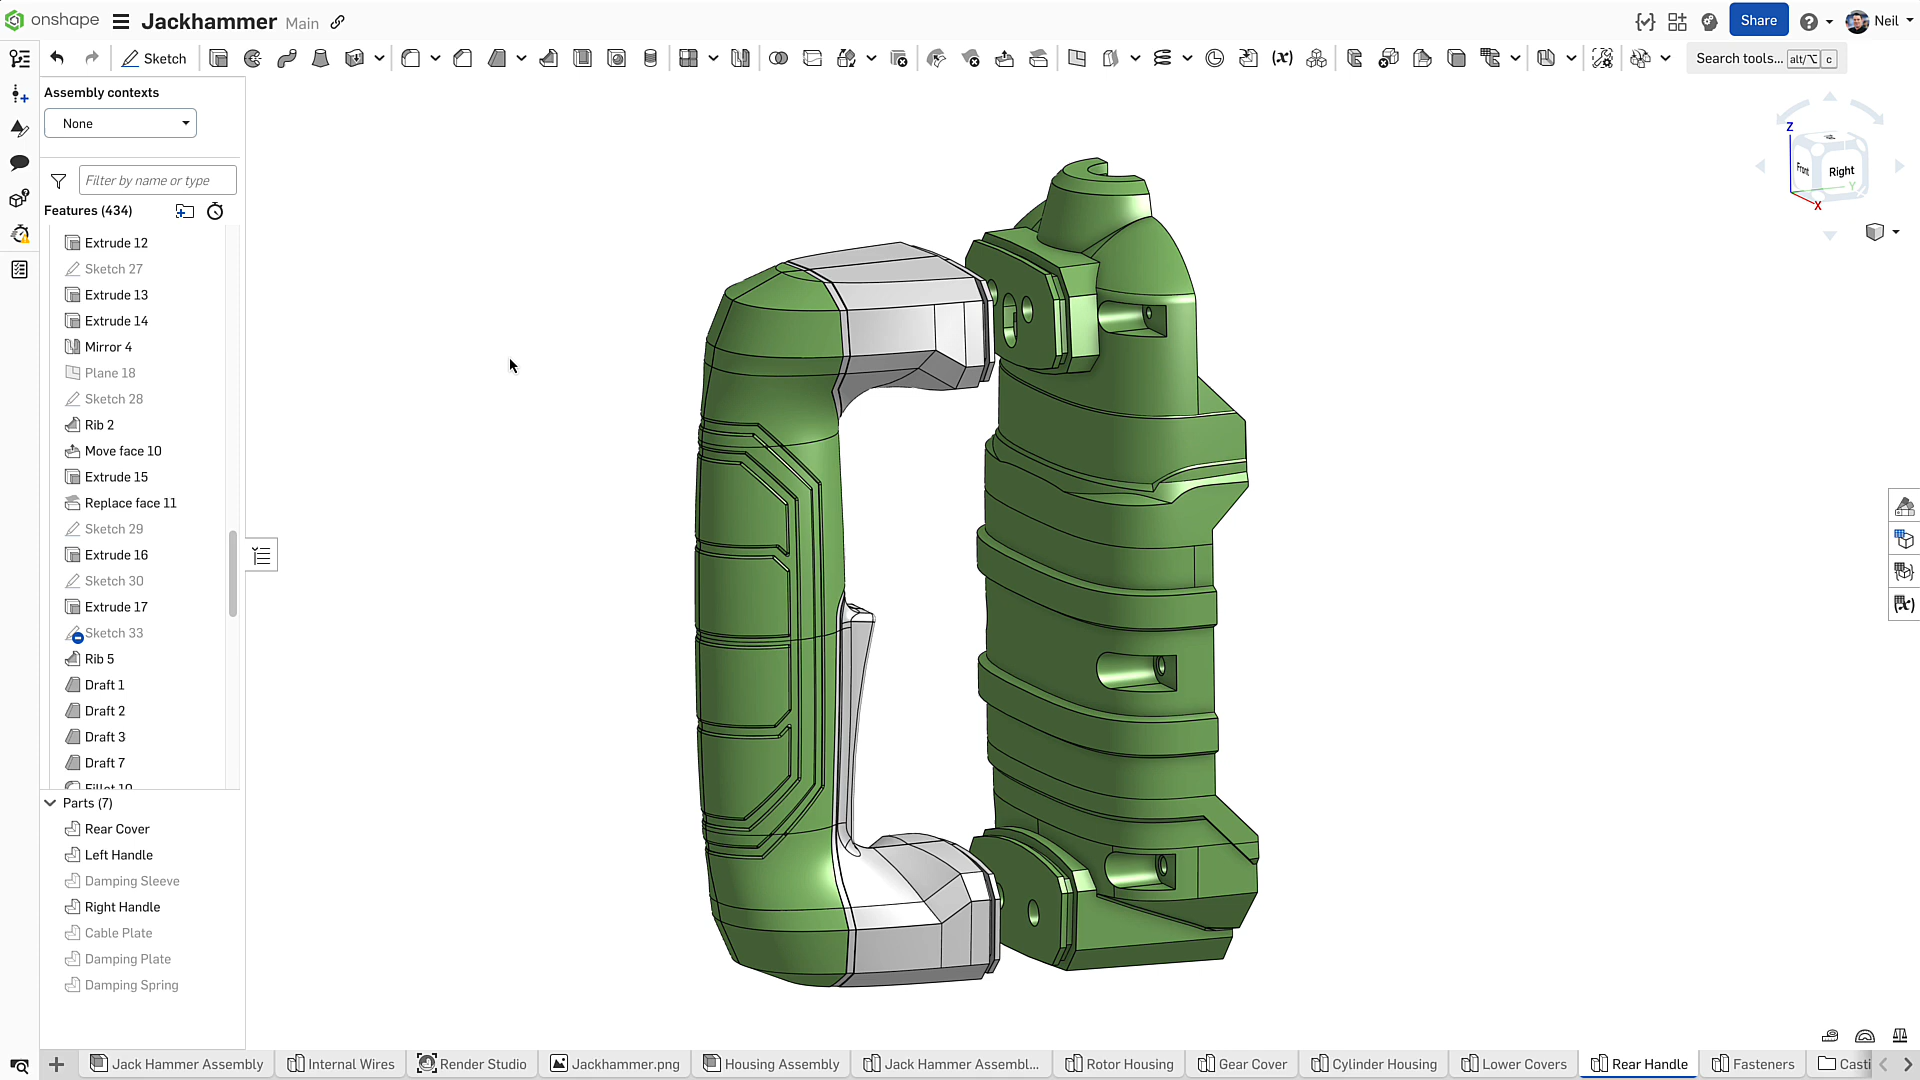 onshape
Jackhammer Main
Share
Neil
Sketch
Search tools... alt/⌥ c
Assembly contexts
None
Filter by name or type
Features (434)
Extrude 12
Sketch 27
Extrude 13
Extrude 14
Mirror 4
Plane 18
Sketch 28
Rib 2
Move face 10
Extrude 15
Replace face 11
Sketch 29
Extrude 16
Sketch 30
Extrude 17
Sketch 33
Rib 5
Draft 1
Draft 2
Draft 3
Draft 7
Fillet 10
Parts (7)
Rear Cover
Left Handle
Damping Sleeve
Right Handle
Cable Plate
Damping Plate
Damping Spring
Z
Front
Right
Y
X
(x)
(x)
Jack Hammer Assembly
Internal Wires
Render Studio
Jackhammer.png
Housing Assembly
Jack Hammer Assembl...
Rotor Housing
Gear Cover
Cylinder Housing
Lower Covers
Rear Handle
Fasteners
Casti